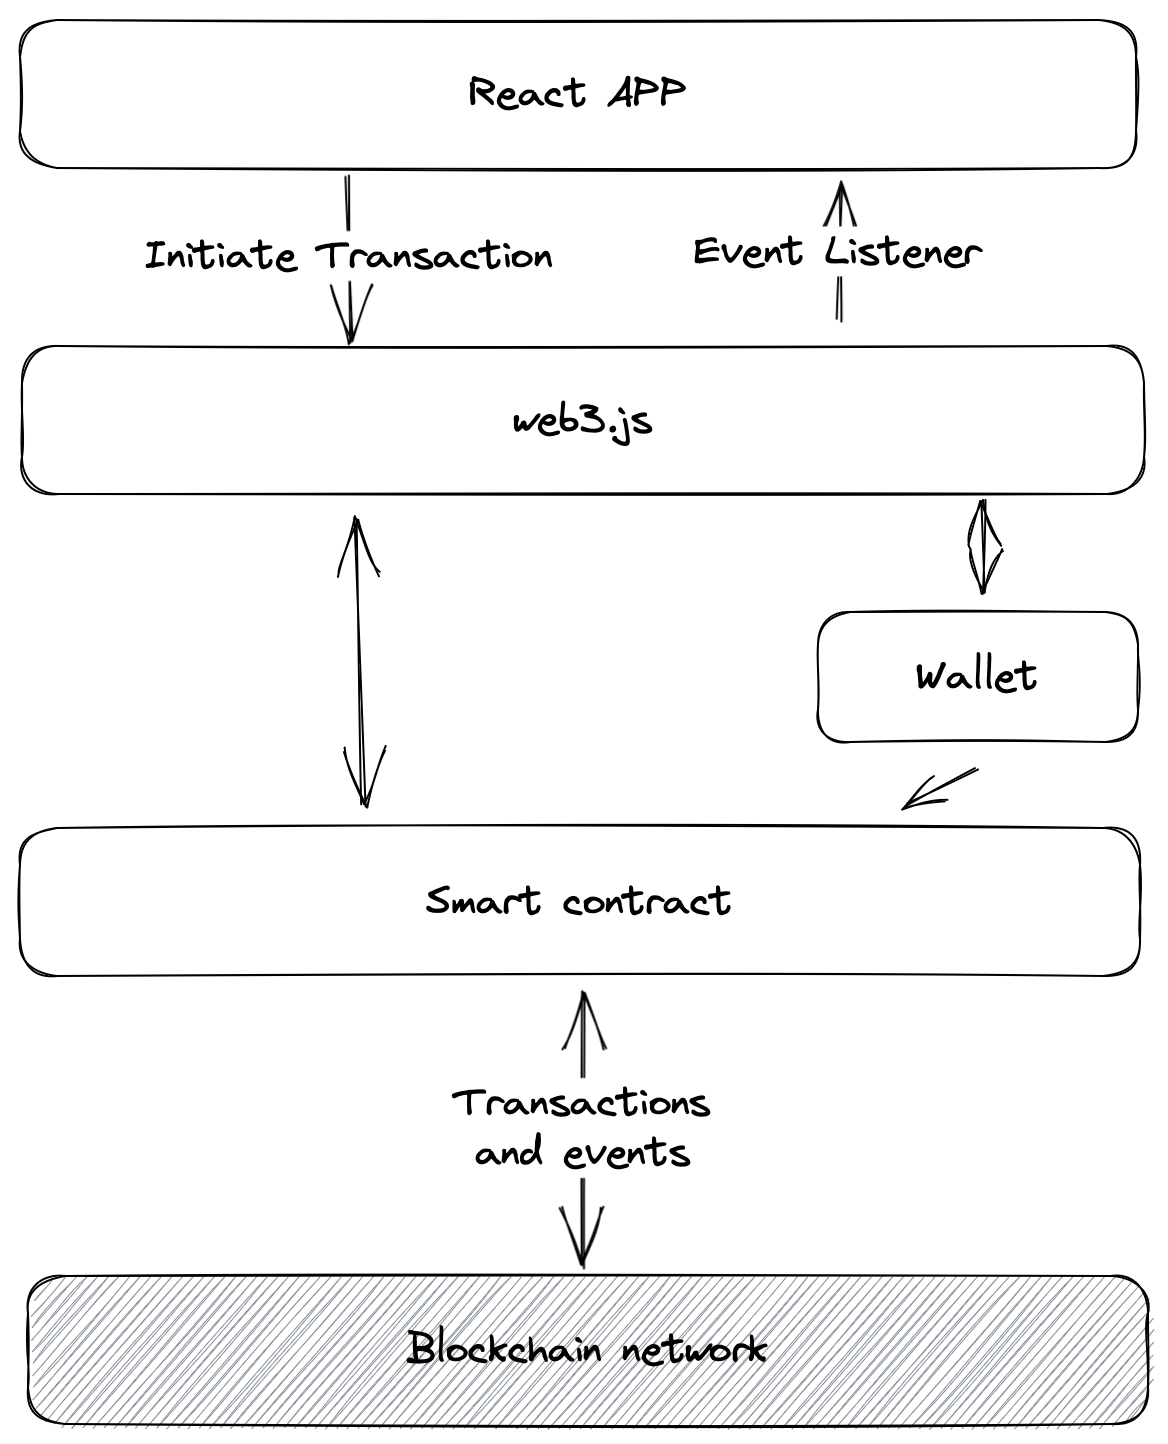 React APP
Initiate Transaction
Event Listener
web3.js
Wallet
Smart contract
Transactions
and events
Blockchain network